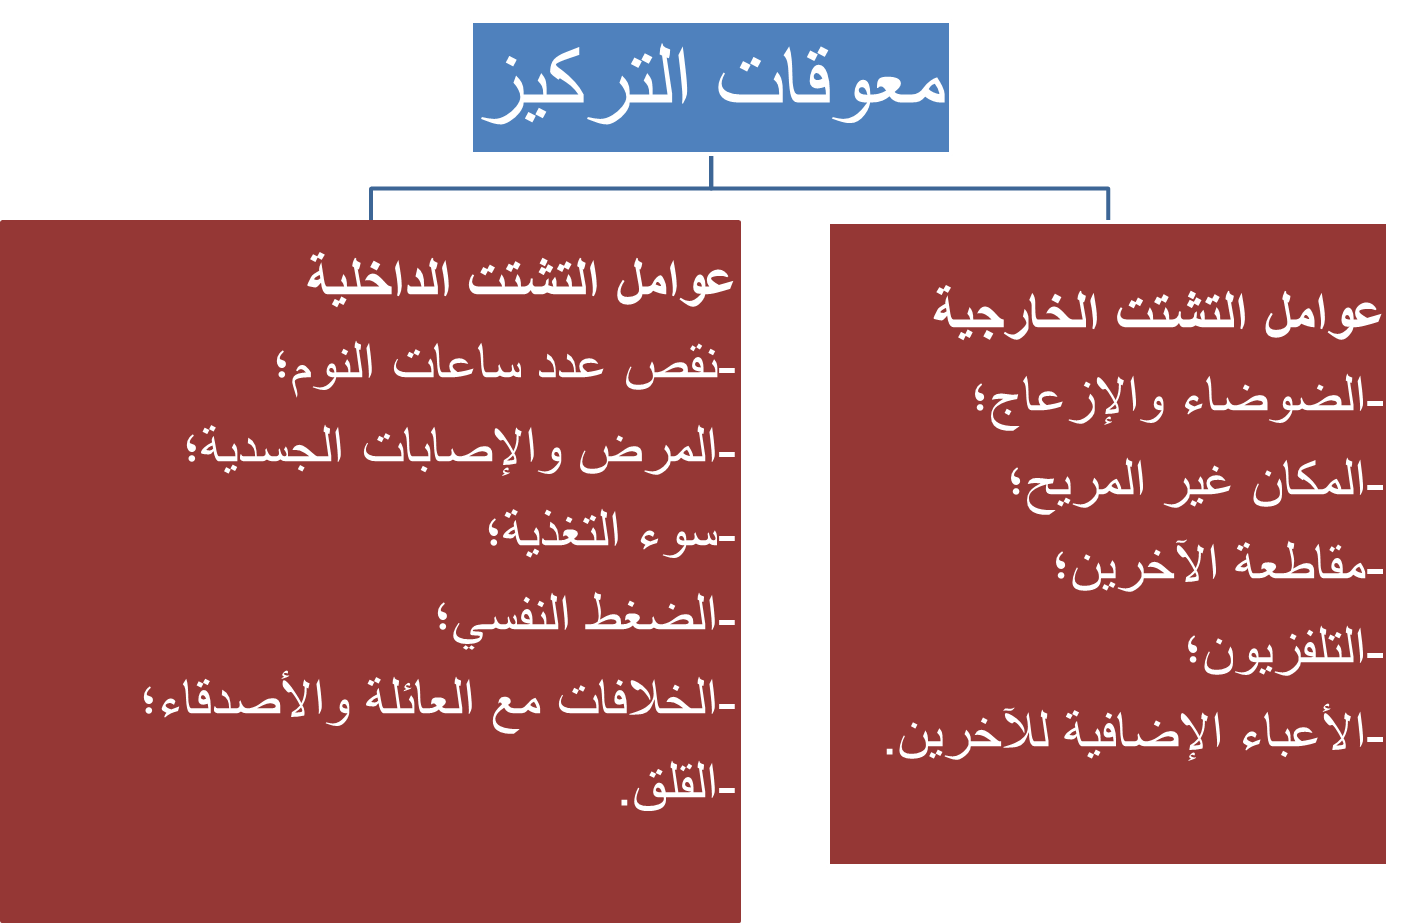 معوقات التركيز
عوامل التشتت الخارجية
-الضوضاء والإزعاج؛
-المكان غير المريح؛
-مقاطعة الآخرين؛
-التلفزيون؛
-الأعباء الإضافية للآخرين.
عوامل التشتت الداخلية
-نقص عدد ساعات النوم؛
-المرض والإصابات الجسدية؛
-سوء التغذية؛
-الضغط النفسي؛
-الخلافات مع العائلة والأصدقاء؛
-القلق.